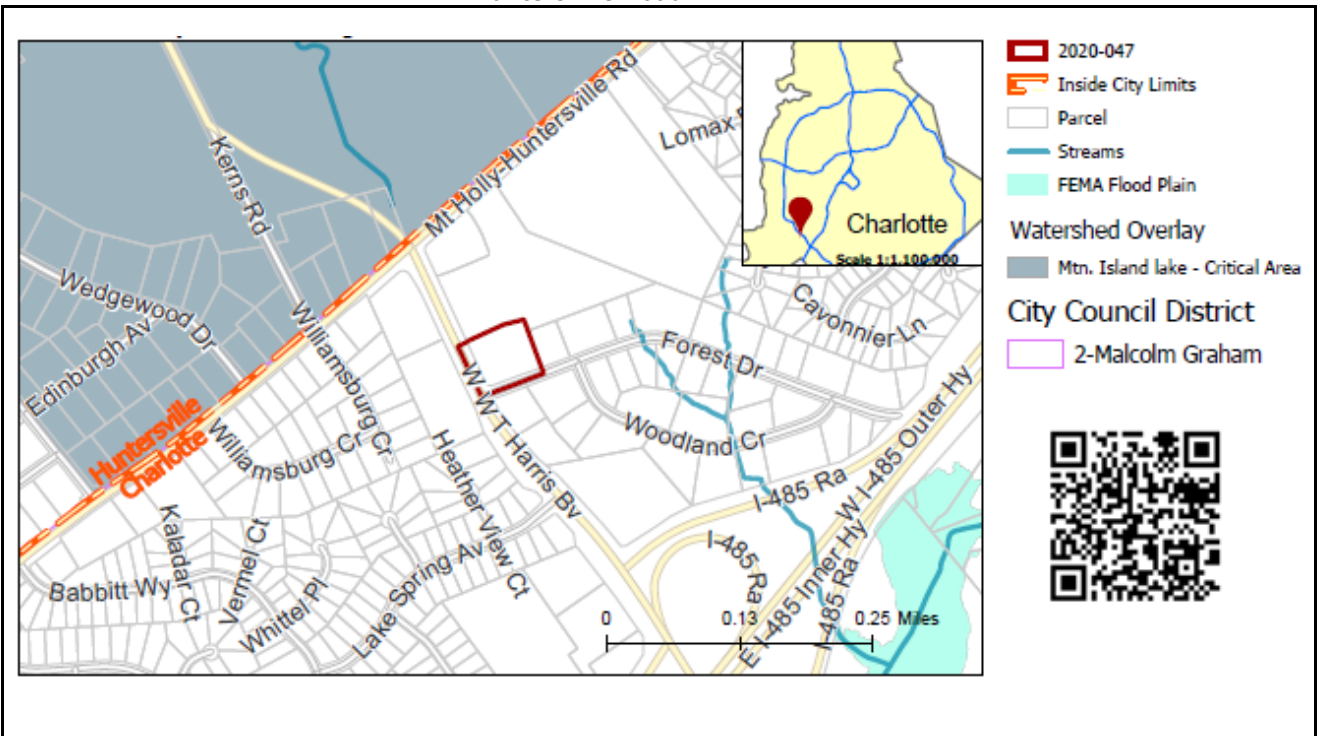 Kerns Rd
Mt Holly-Huntersville Rd
Wedgewood Dr
Edinburgh Av
Williamsburg Cr
Williamsburg Cr
Huntersville
Charlotte
W T Harris Bv
Forest Dr
Woodland Cr
Cavonnier Ln
Heather View Ct
Kaladar Ct
Vermel Ct
Babbitt Wy
Whittel Pl
Lake Spring Av
I-485 Ra
I-485 Ra
I-485 Ra
W I-485 Outer Hy
E I-485 Inner Hy
0 0.13 0.25 Miles
Lomax
Charlotte
Scale 1:1,100,000
2020-047
Inside City Limits
Parcel
Streams
FEMA Flood Plain
Watershed Overlay
Mtn. Island lake - Critical Area
City Council District
2-Malcolm Graham